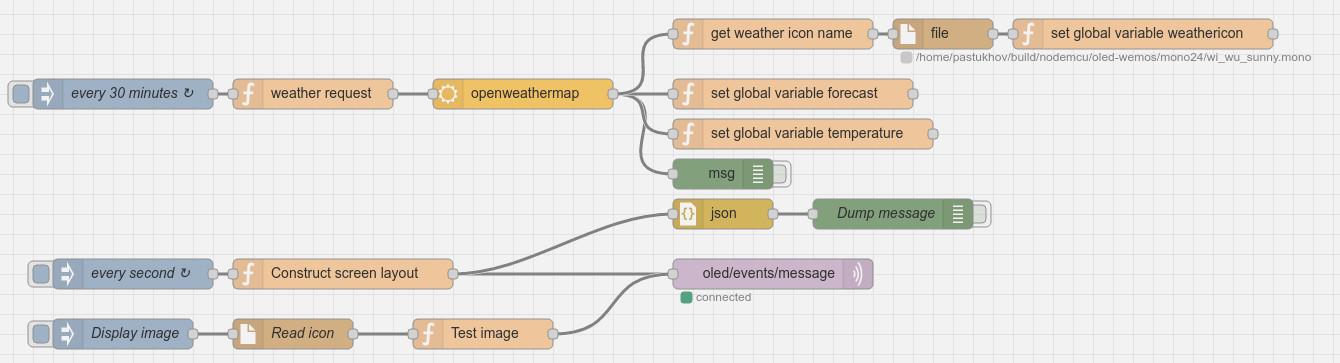 get weather icon name
file
set global variable weathericon
/home/pastukhov/build/nodemcu/oled-wemos/mono24/wi_wu_sunny.mono
every 30 minutes ↻
weather request
openweathermap
set global variable forecast
set global variable temperature
msg
json
Dump message
every second ↻
Construct screen layout
oled/events/message
connected
Display image
Read icon
Test image